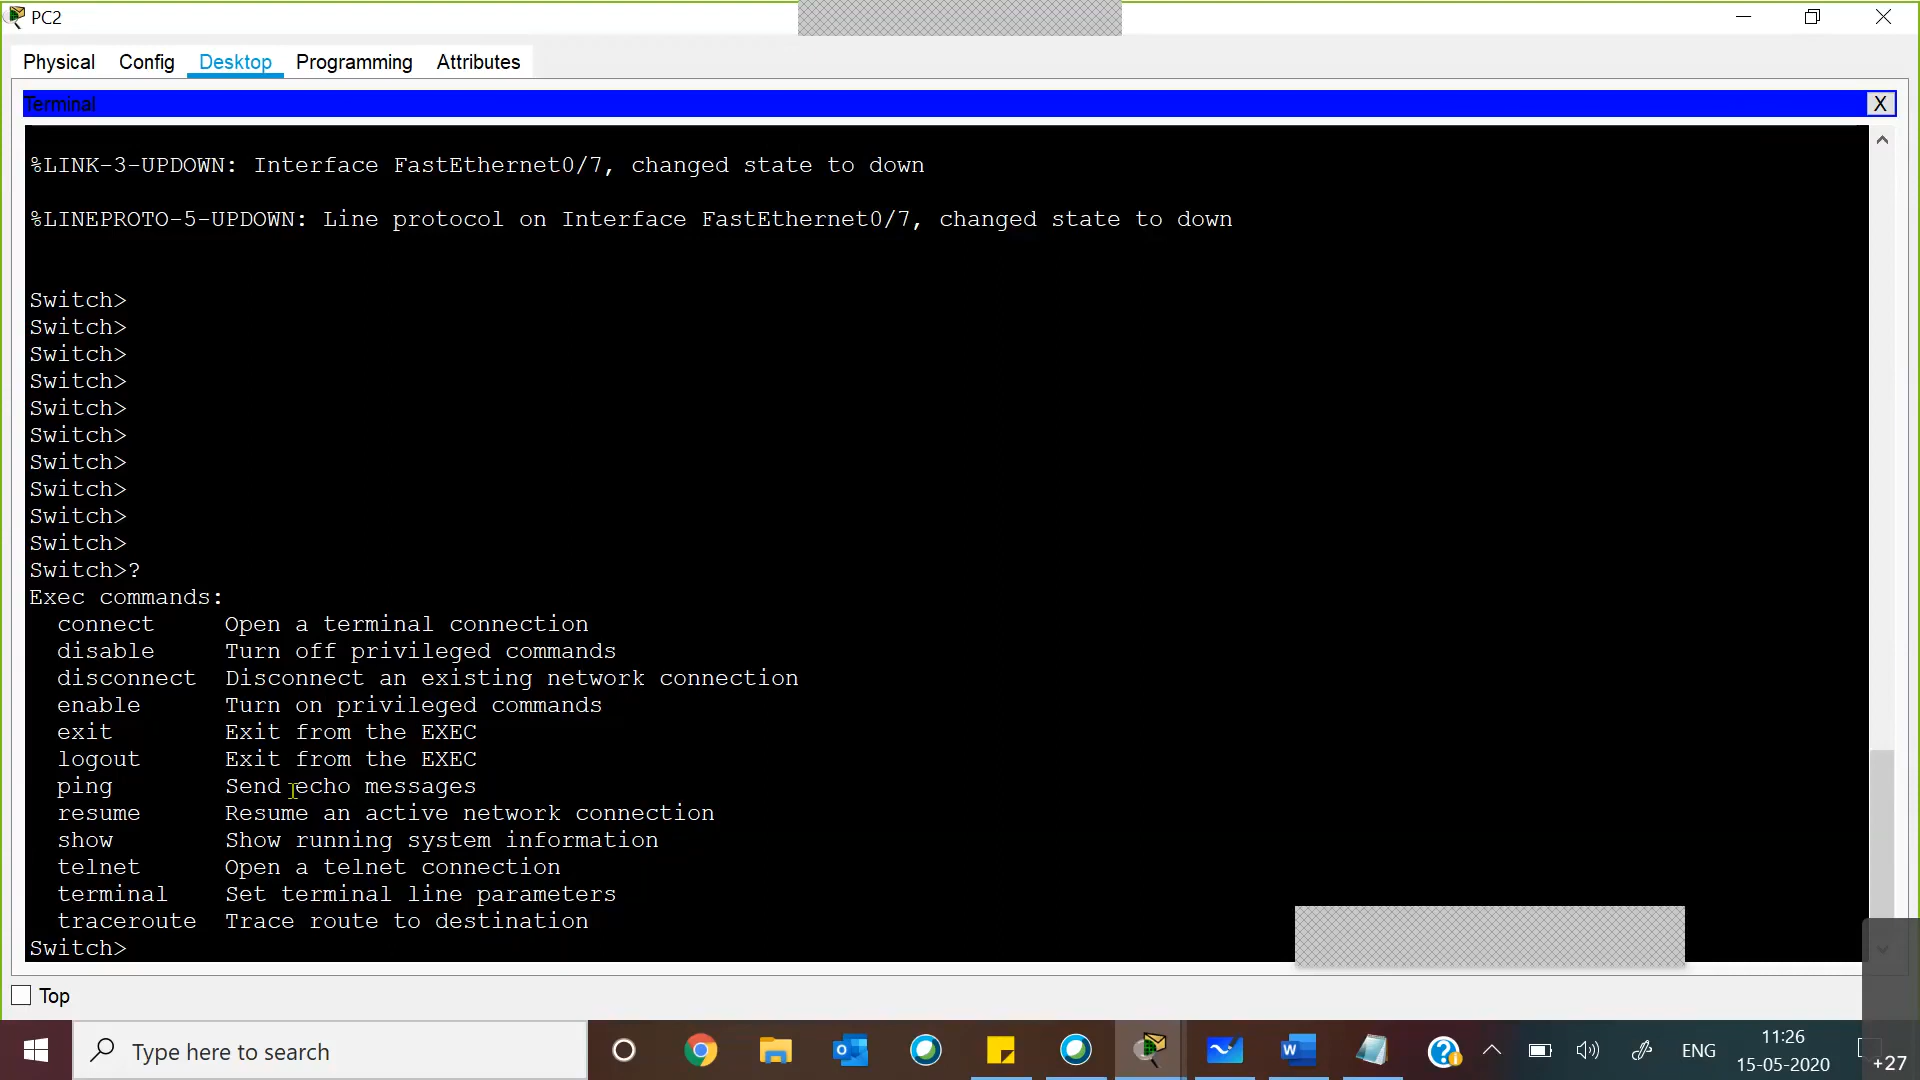 PC2
Physical Config Desktop Programming Attributes
Terminal X
%LINK-3-UPDOWN: Interface FastEthernet0/7, changed state to down
%LINEPROTO-5-UPDOWN: Line protocol on Interface FastEthernet0/7, changed state to down
Switch>
Switch>
Switch>
Switch>
Switch>
Switch>
Switch>
Switch>
Switch>
Switch>
Switch>?
Exec commands:
connect Open a terminal connection
disable Turn off privileged commands
disconnect Disconnect an existing network connection
enable Turn on privileged commands
exit Exit from the EXEC
logout Exit from the EXEC
ping Send echo messages
resume Resume an active network connection
show Show running system information
telnet Open a telnet connection
terminal Set terminal line parameters
traceroute Trace route to destination
Switch>
Top
Type here to search
ENG
11:26
15-05-2020
+27